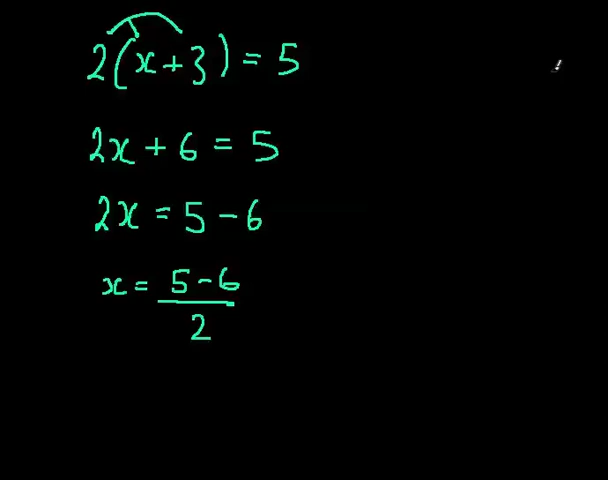 2(x+3) = 5
2x + 6 = 5
2x = 5 - 6
x = 5 - 6
2